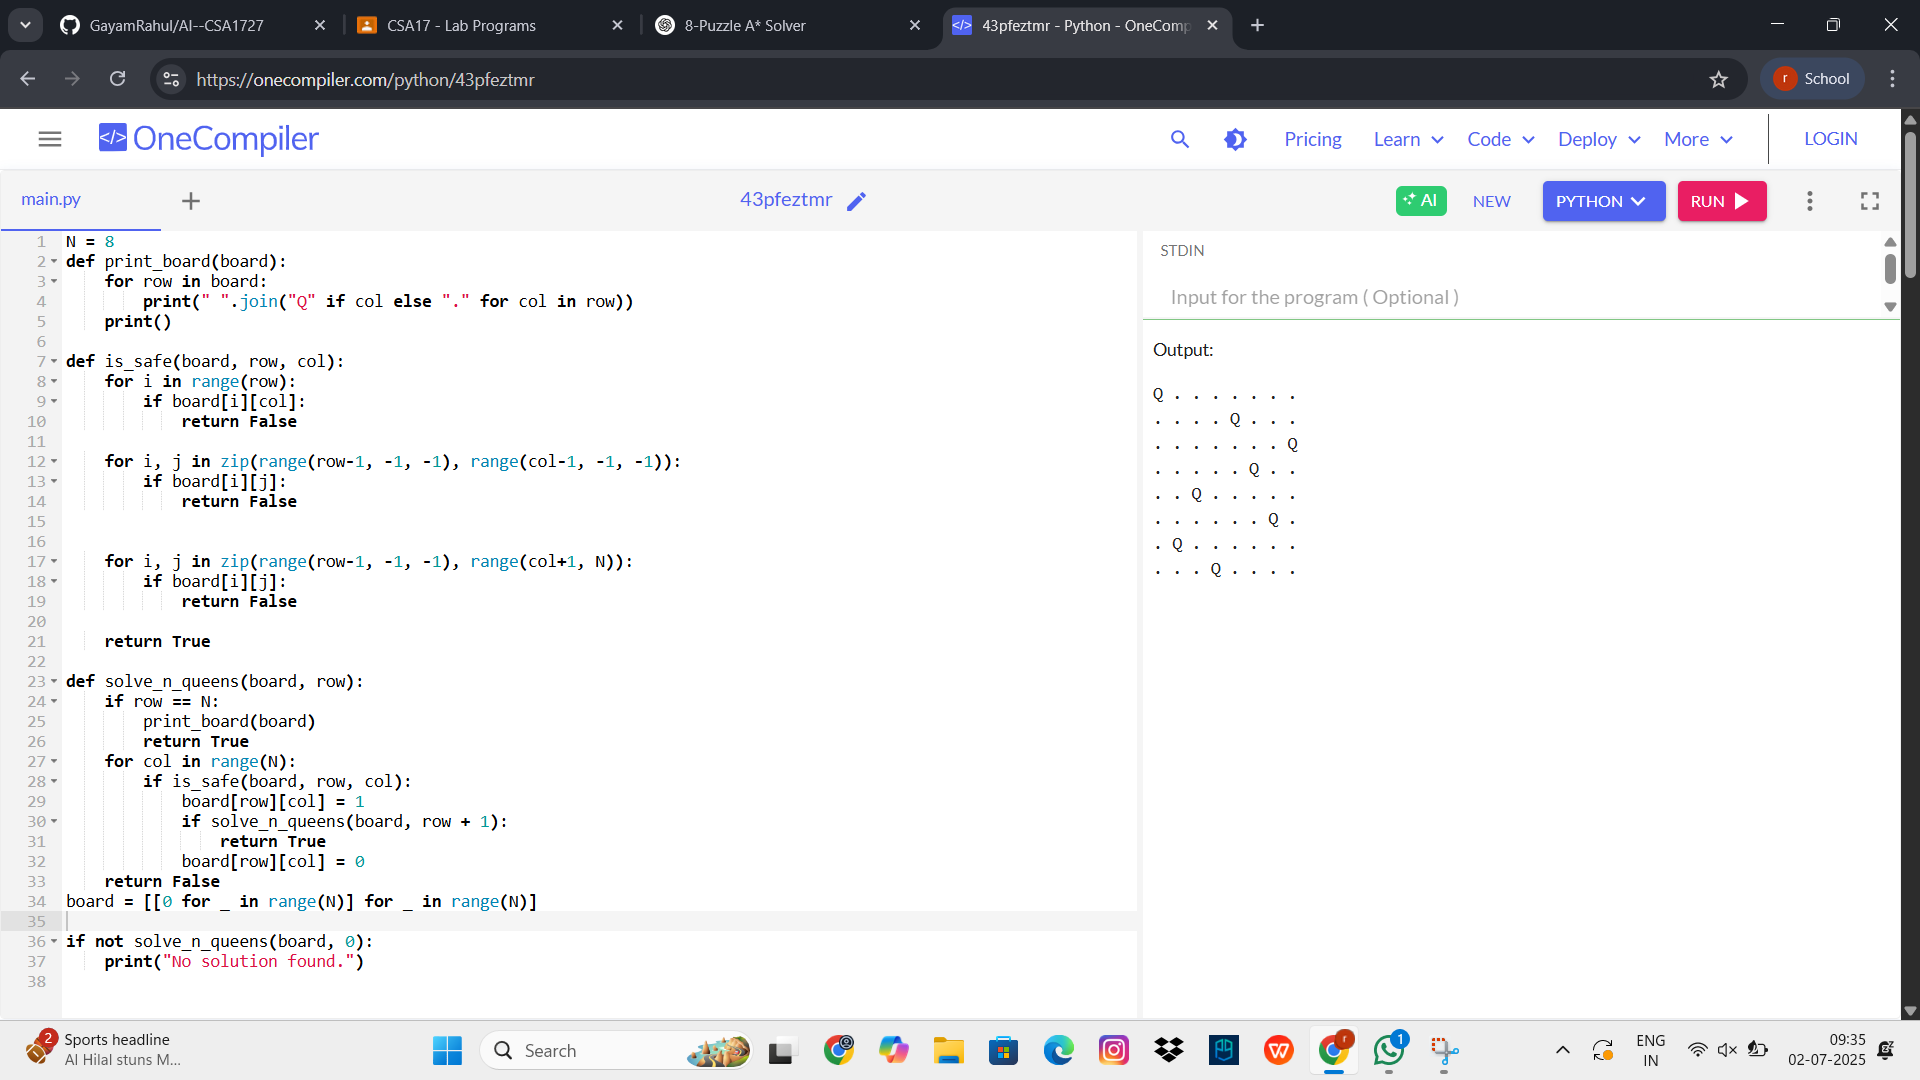 GayamRahul/AI--CSA1727
CSA17 - Lab Programs
8-Puzzle A* Solver
43pfeztmr - Python - OneComp
https://onecompiler.com/python/43pfeztmr
r School
</> OneCompiler
Pricing
Learn
Code
Deploy
More
LOGIN
main.py
43pfeztmr
AI
NEW
PYTHON
RUN
1 N = 8
2 def print_board(board):
3     for row in board:
4         print(" ".join("Q" if col else "." for col in row))
5     print()
6
7 def is_safe(board, row, col):
8     for i in range(row):
9         if board[i][col]:
10             return False
11
12     for i, j in zip(range(row-1, -1, -1), range(col-1, -1, -1)):
13         if board[i][j]:
14             return False
15
16
17     for i, j in zip(range(row-1, -1, -1), range(col+1, N)):
18         if board[i][j]:
19             return False
20
21     return True
22
23 def solve_n_queens(board, row):
24     if row == N:
25         print_board(board)
26         return True
27     for col in range(N):
28         if is_safe(board, row, col):
29             board[row][col] = 1
30             if solve_n_queens(board, row + 1):
31                 return True
32             board[row][col] = 0
33     return False
34 board = [[0 for _ in range(N)] for _ in range(N)]
35
36 if not solve_n_queens(board, 0):
37     print("No solution found.")
38
STDIN
Input for the program ( Optional )
Output:
Q . . . . . . .
. . . . Q . . .
. . . . . . . Q
. . . . . Q . .
. . Q . . . . .
. . . . . . Q .
. Q . . . . . .
. . . Q . . . .
2
Sports headline
Al Hilal stuns M...
Search
r
1
ENG
IN
09:35
02-07-2025